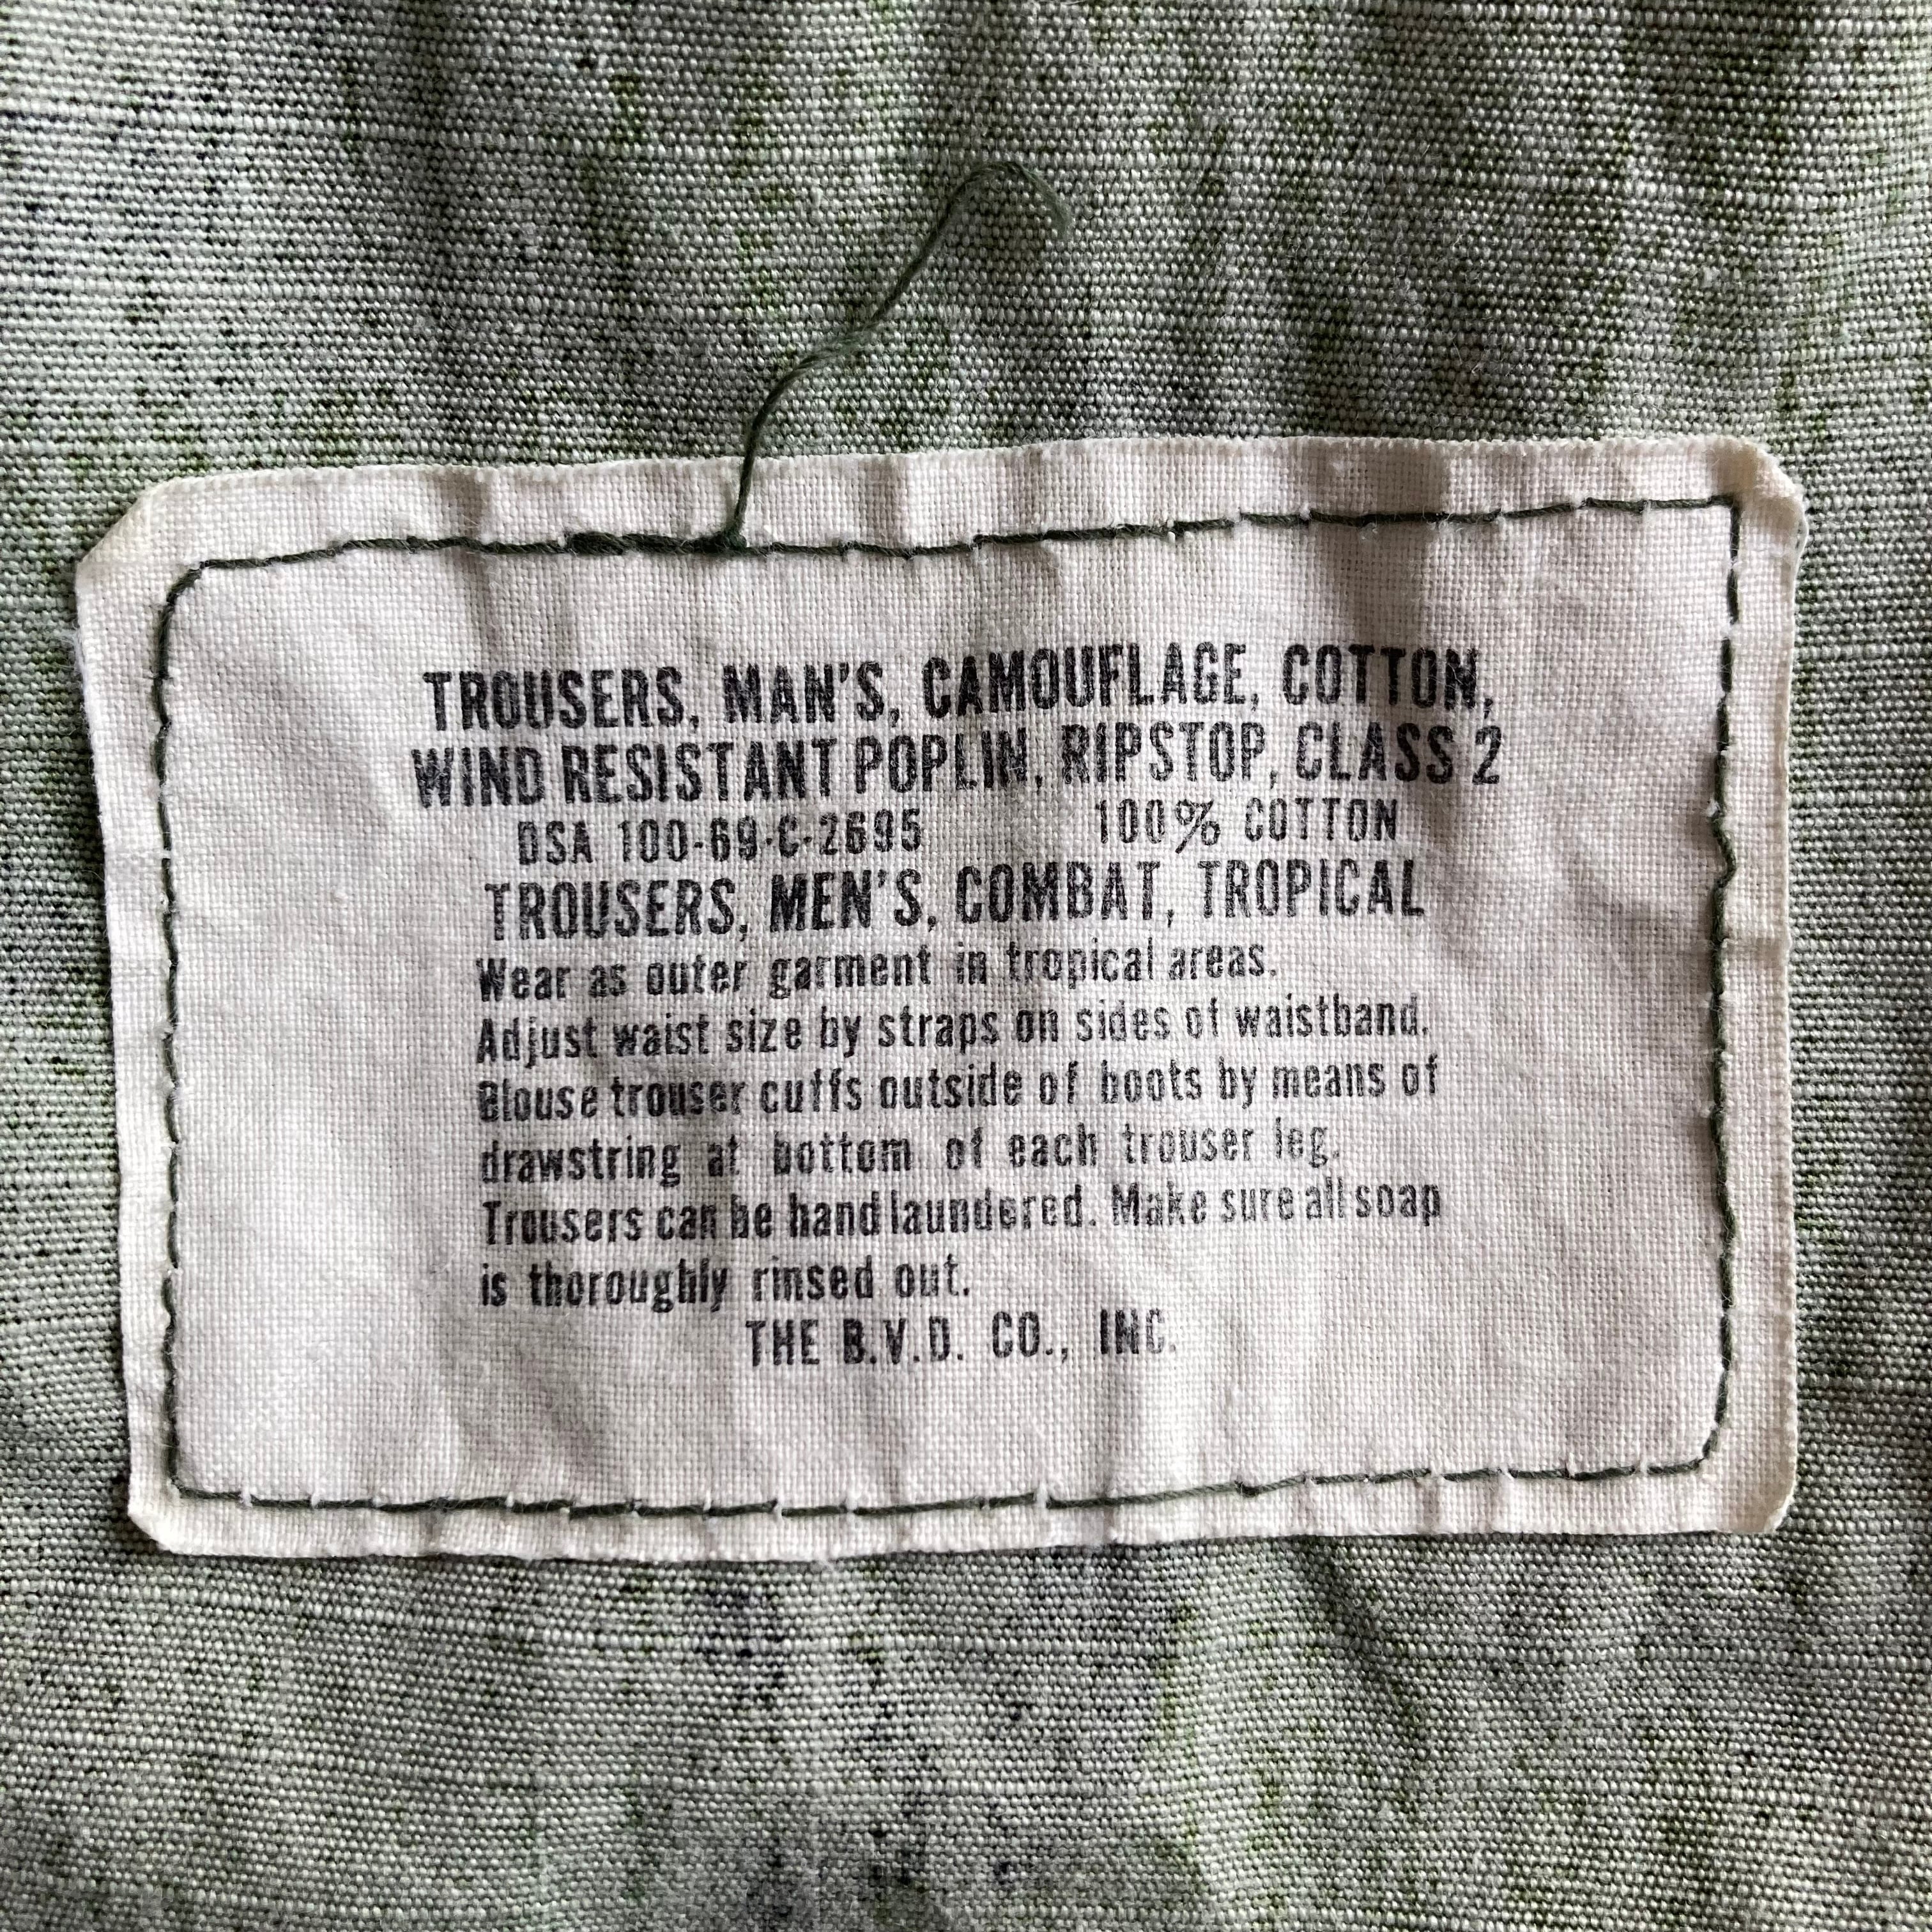 TROUSERS, MAN'S, CAMOUFLAGE, COTTON,
WIND RESISTANT POPLIN, RIPSTOP, CLASS 2
DSA 100-69-C-2695 100% COTTON
TROUSERS, MEN'S, COMBAT, TROPICAL
Wear as outer garment in tropical areas.
Adjust waist size by straps on sides of waistband.
Blouse trouser cuffs outside of boots by means of
drawstring at bottom of each trouser leg.
Trousers can be hand laundered. Make sure all soap
is thoroughly rinsed out.
THE B.V.D. CO., INC.